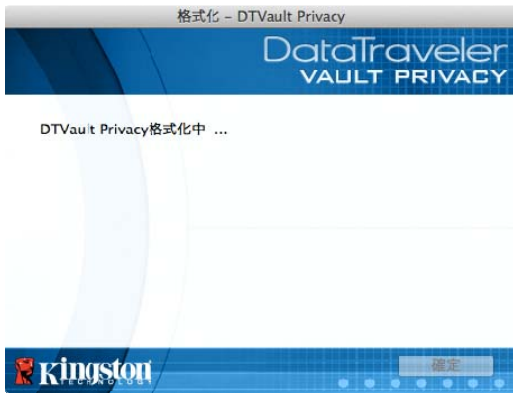 格式化 – DTVault Privacy
DataTraveler
VAULT PRIVACY
DTVault Privacy格式化中 ...
Kingston
TECHNOLOGY
確定